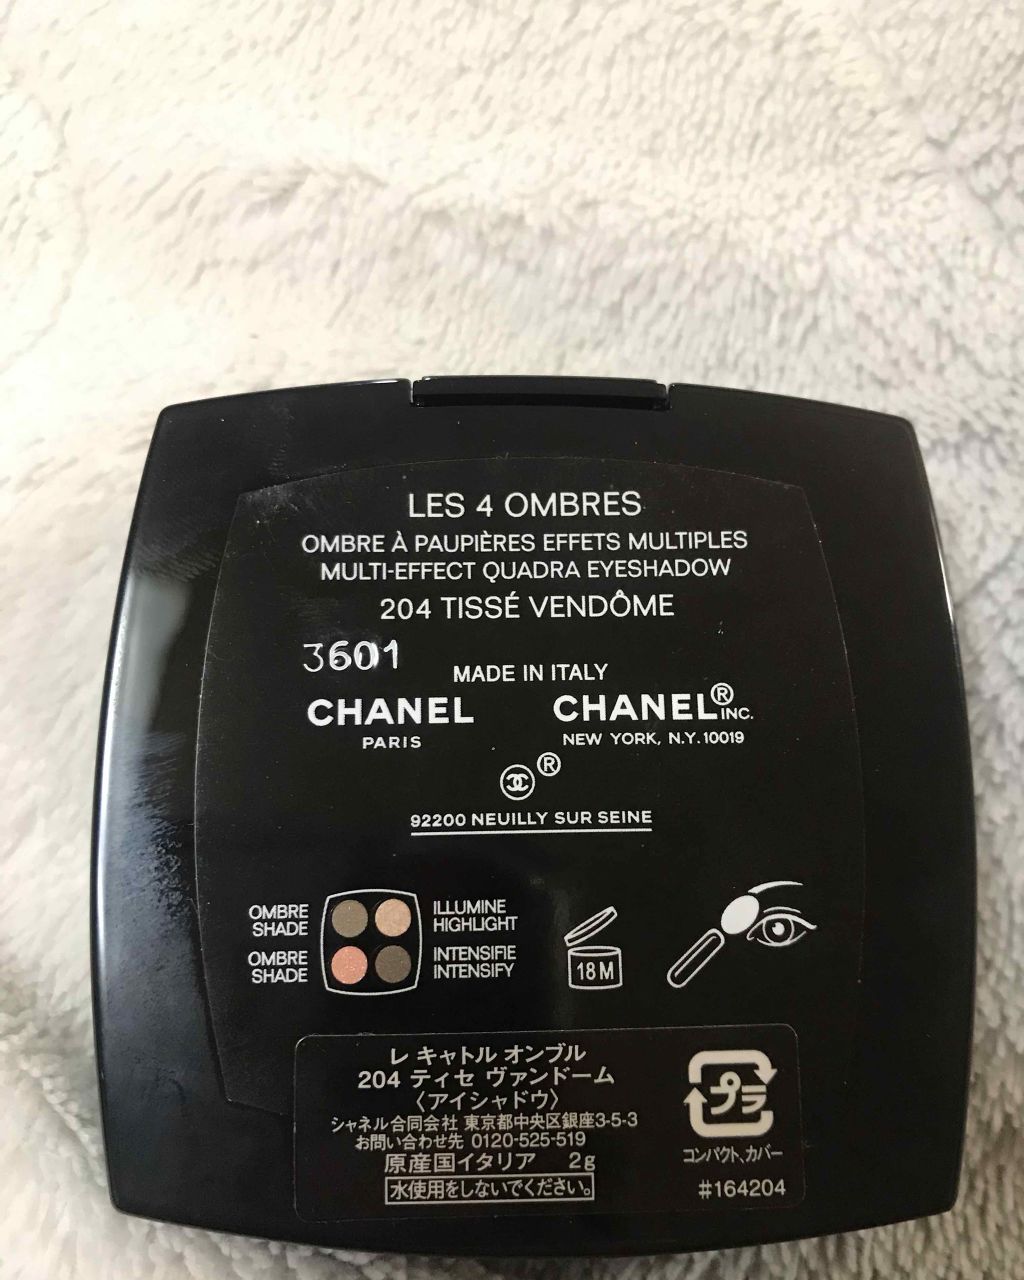 LES 4 OMBRES
OMBRE À PAUPIÈRES EFFETS MULTIPLES
MULTI-EFFECT QUADRA EYESHADOW
204 TISSÉ VENDÔME
3601
MADE IN ITALY
CHANEL
PARIS
CHANEL® INC.
NEW YORK, N.Y. 10019
®
92200 NEUILLY SUR SEINE
OMBRE
SHADE
ILLUMINE
HIGHLIGHT
OMBRE
SHADE
INTENSIFIE
INTENSIFY
18 M
レ キャトル オンブル
204 ティセ ヴァンドーム
〈アイシャドウ〉
シャネル合同会社 東京都中央区銀座3-5-3
お問い合わせ先 0120-525-519
原産国イタリア 2g
水使用をしないでください。
プラ
コンパクト、カバー
#164204